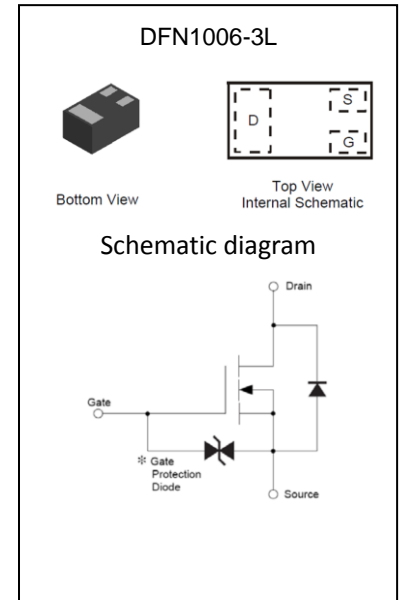 DFN1006-3L
D
S
G
Bottom View
Top View
Internal Schematic
Schematic diagram
Drain
Gate
* Gate
Protection
Diode
Source